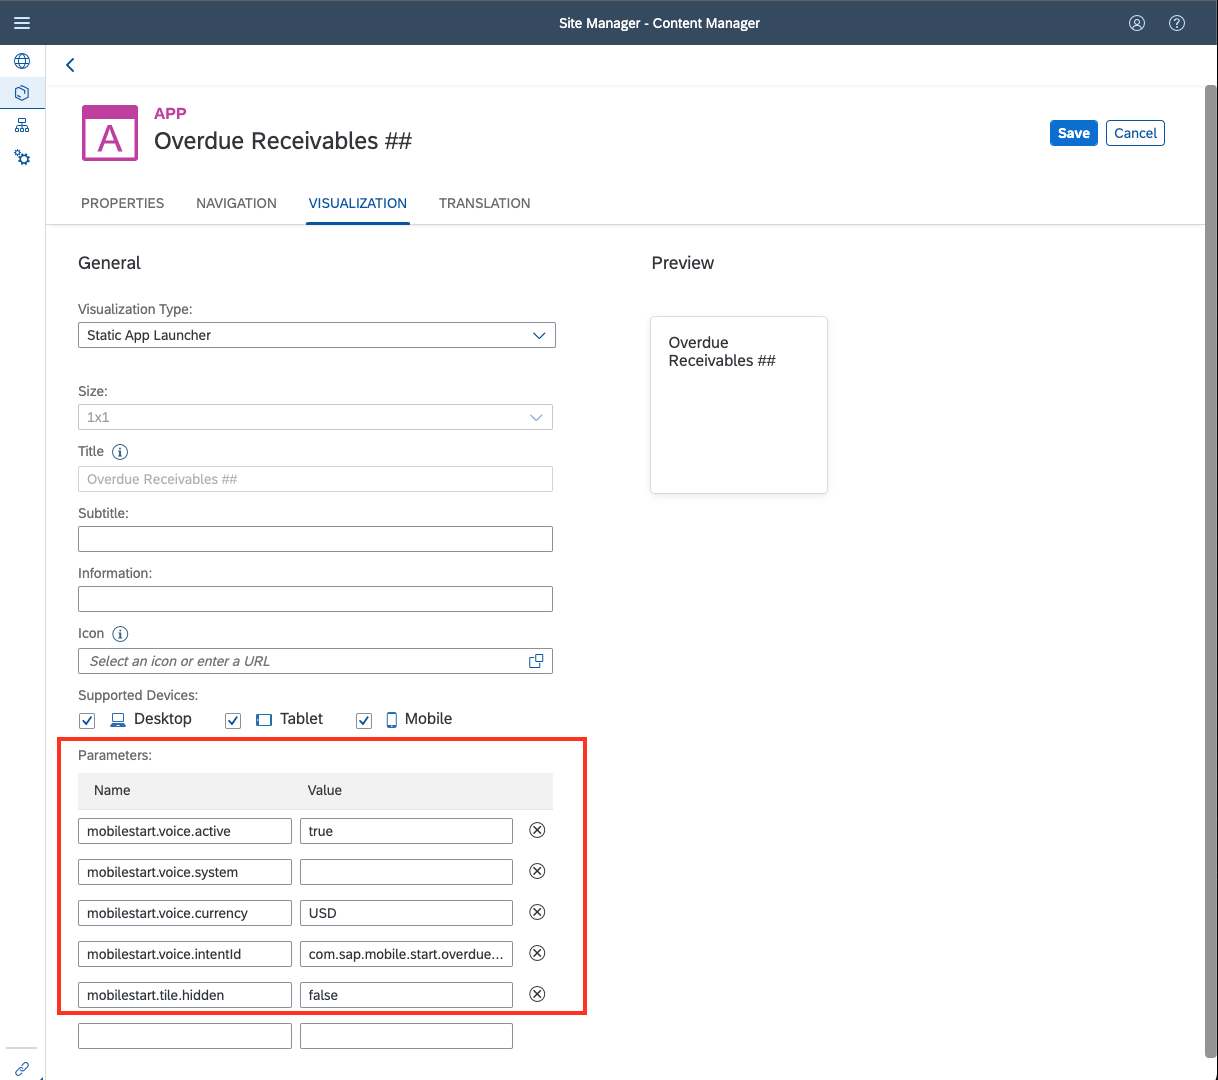 Site Manager - Content Manager
A
APP
Overdue Receivables ##
Save
Cancel
PROPERTIES
NAVIGATION
VISUALIZATION
TRANSLATION
General
Preview
Visualization Type:
Static App Launcher
Overdue
Receivables ##
Size:
1x1
Title
Overdue Receivables ##
Subtitle:
Information:
Icon
Select an icon or enter a URL
Supported Devices:
Desktop
Tablet
Mobile
Parameters:
Name
Value
mobilestart.voice.active
true
mobilestart.voice.system
mobilestart.voice.currency
USD
mobilestart.voice.intentId
com.sap.mobile.start.overdue...
mobilestart.tile.hidden
false